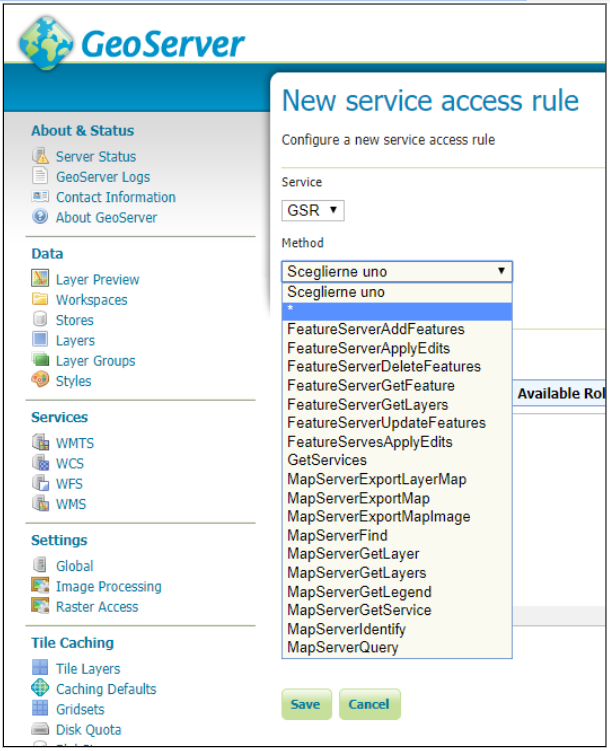 GeoServer
About & Status
Server Status
GeoServer Logs
Contact Information
About GeoServer
Data
Layer Preview
Workspaces
Stores
Layers
Layer Groups
Styles
Services
WMTS
WCS
WFS
WMS
Settings
Global
Image Processing
Raster Access
Tile Caching
Tile Layers
Caching Defaults
Gridsets
Disk Quota
New service access rule
Configure a new service access rule
Service
GSR
Method
Sceglierne uno
Sceglierne uno
*
FeatureServerAddFeatures
FeatureServerApplyEdits
FeatureServerDeleteFeatures
FeatureServerGetFeature
FeatureServerGetLayers
FeatureServerUpdateFeatures
FeatureServesApplyEdits
GetServices
MapServerExportLayerMap
MapServerExportMap
MapServerExportMapImage
MapServerFind
MapServerGetLayer
MapServerGetLayers
MapServerGetLegend
MapServerGetService
MapServerIdentify
MapServerQuery
Available Rol
Save
Cancel